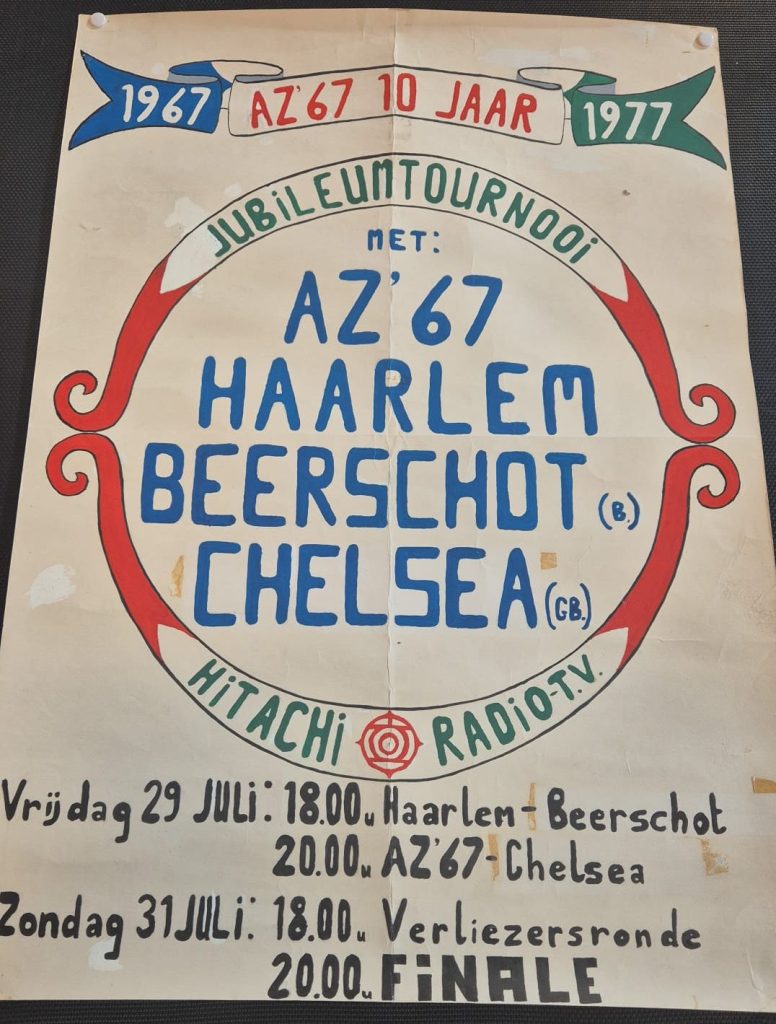 1967 AZ'67 10 JAAR 1977
JUBiLEUMTOURNOOi
MET:
AZ'67
HAARLEM
BEERSCHOT (B.)
CHELSEA (GB.)
HiTACHi RADiO-T.V.
Vrijdag 29 JULi: 18.00u Haarlem-Beerschot
20.00u AZ'67-Chelsea
Zondag 31 JULi: 18.00u Verliezersronde
20.00u FiNALE